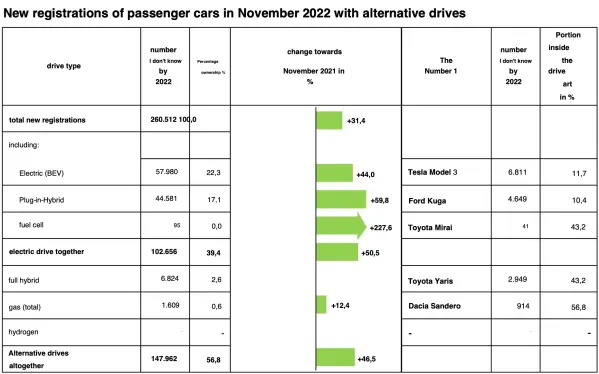 New registrations of passenger cars in November 2022 with alternative drives
drive type
number
I don't know
by
2022
Percentage
ownership %
change towards
November 2021 in
%
The
Number 1
number
I don't know
by
2022
Portion
inside
the
drive
art
in %
total new registrations 260.512 100,0 +31,4
including:
Electric (BEV) 57.980 22,3 +44,0 Tesla Model 3 6.811 11,7
Plug-in-Hybrid 44.581 17,1 +59,8 Ford Kuga 4.649 10,4
fuel cell 95 0,0 +227,6 Toyota Mirai 41 43,2
electric drive together 102.656 39,4 +50,5
full hybrid 6.824 2,6 Toyota Yaris 2.949 43,2
gas (total) 1.609 0,6 +12,4 Dacia Sandero 914 56,8
hydrogen - - - - -
Alternative drives
altogether 147.962 56,8 +46,5